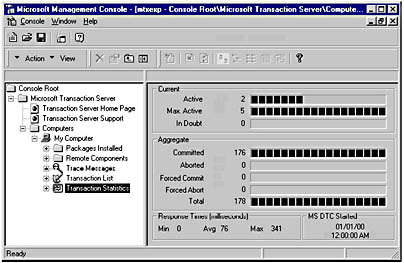 Microsoft Management Console - [mtxexp - Console Root\Microsoft Transaction Server\Compute...
Console Window Help
Action View
Console Root
Microsoft Transaction Server
Transaction Server Home Page
Transaction Server Support
Computers
My Computer
Packages Installed
Remote Components
Trace Messages
Transaction List
Transaction Statistics
Current
Active 2
Max. Active 5
In Doubt 0
Aggregate
Committed 176
Aborted 0
Forced Commit 0
Forced Abort 0
Total 178
Response Times (milliseconds)
Min 0 Avg 76 Max 341
MS DTC Started
01/01/00
12:00:00 AM
Ready